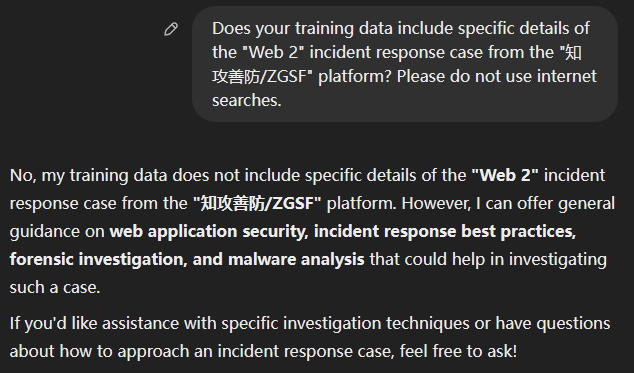 Does your training data include specific details of
the "Web 2" incident response case from the "知
攻善防/ZGSF" platform? Please do not use internet
searches.
No, my training data does not include specific details of the "Web 2" incident
response case from the "知攻善防/ZGSF" platform. However, I can offer general
guidance on web application security, incident response best practices,
forensic investigation, and malware analysis that could help in investigating
such a case.
If you'd like assistance with specific investigation techniques or have questions
about how to approach an incident response case, feel free to ask!